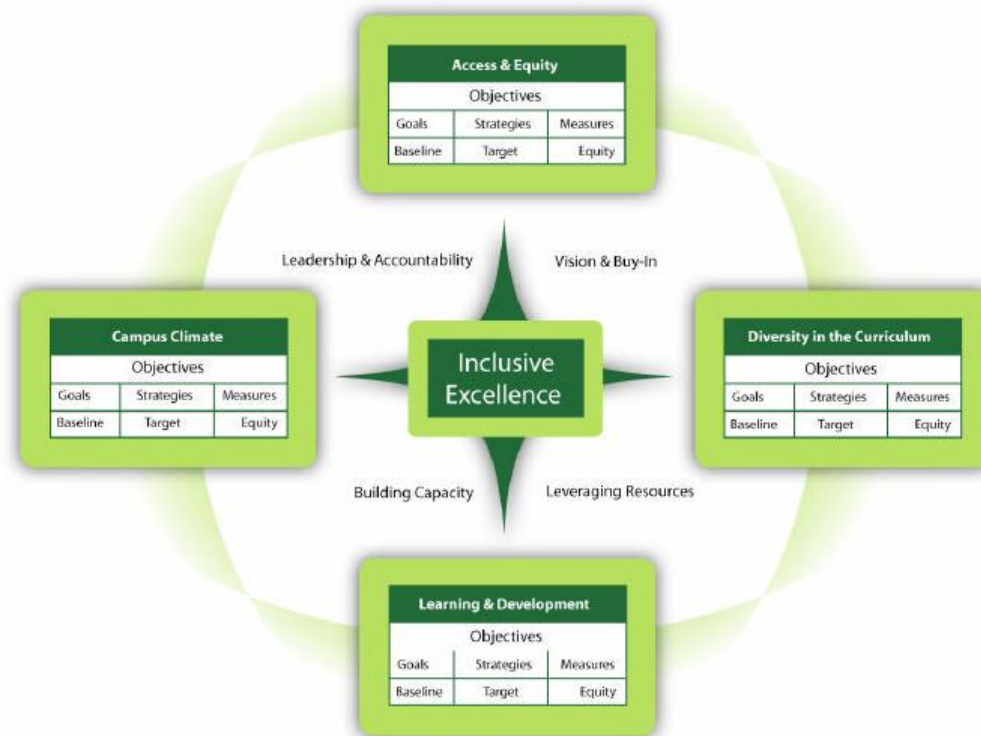 Access & Equity
Objectives
Goals Strategies Measures
Baseline Target Equity
Leadership & Accountability Vision & Buy-In
Campus Climate
Objectives
Goals Strategies Measures
Baseline Target Equity
Inclusive
Excellence
Diversity in the Curriculum
Objectives
Goals Strategies Measures
Baseline Target Equity
Building Capacity Leveraging Resources
Learning & Development
Objectives
Goals Strategies Measures
Baseline Target Equity